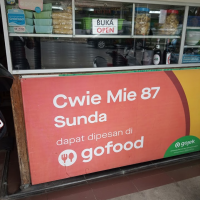 BUKA
OPEN
Cwie Mie 87
Sunda
dapat dipesan di
gofood
gojek